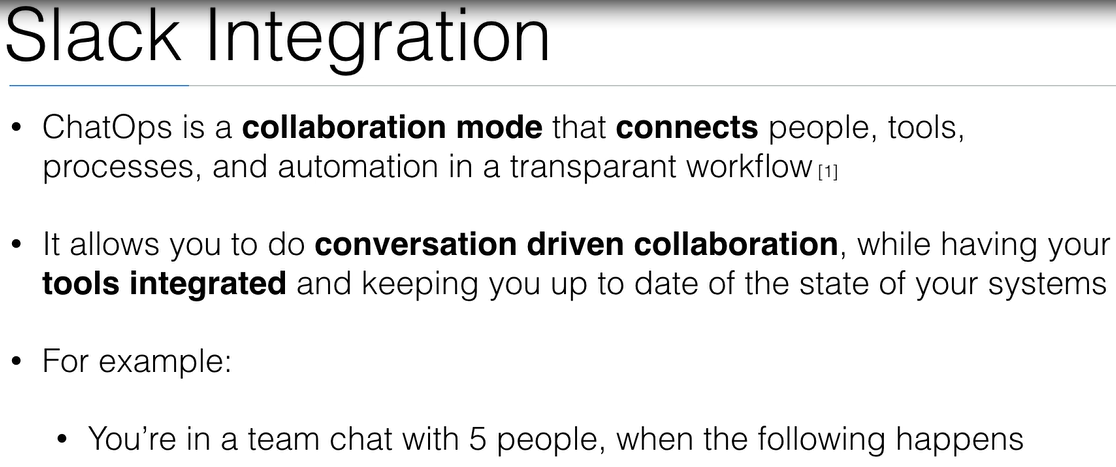 Slack Integration
• ChatOps is a collaboration mode that connects people, tools,
processes, and automation in a transparant workflow [1]
• It allows you to do conversation driven collaboration, while having your
tools integrated and keeping you up to date of the state of your systems
• For example:
• You're in a team chat with 5 people, when the following happens